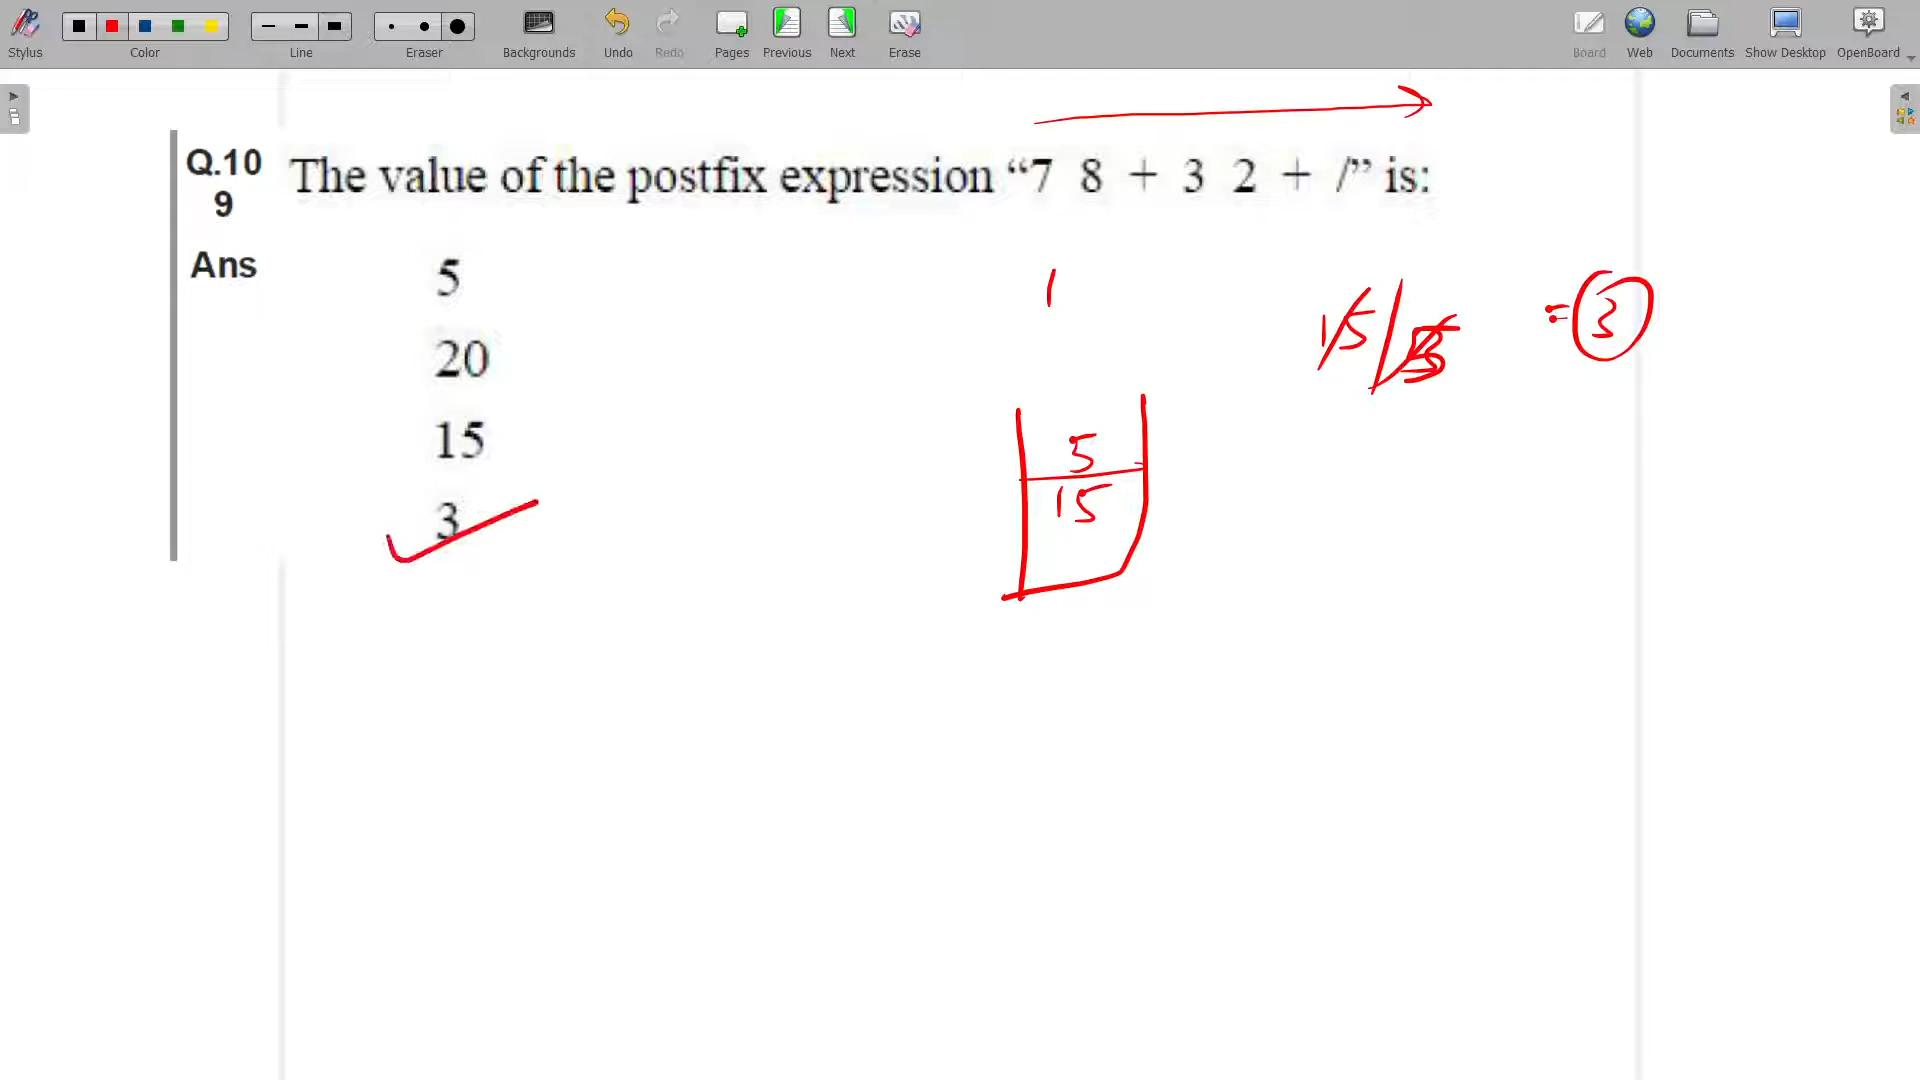 Stylus Color Line Eraser Backgrounds Undo Redo Pages Previous Next Erase Board Web Documents Show Desktop OpenBoard
Q.10
9
The value of the postfix expression “7 8 + 3 2 + /” is:
Ans
5
20
15
3
1
15/
= 3
5
15